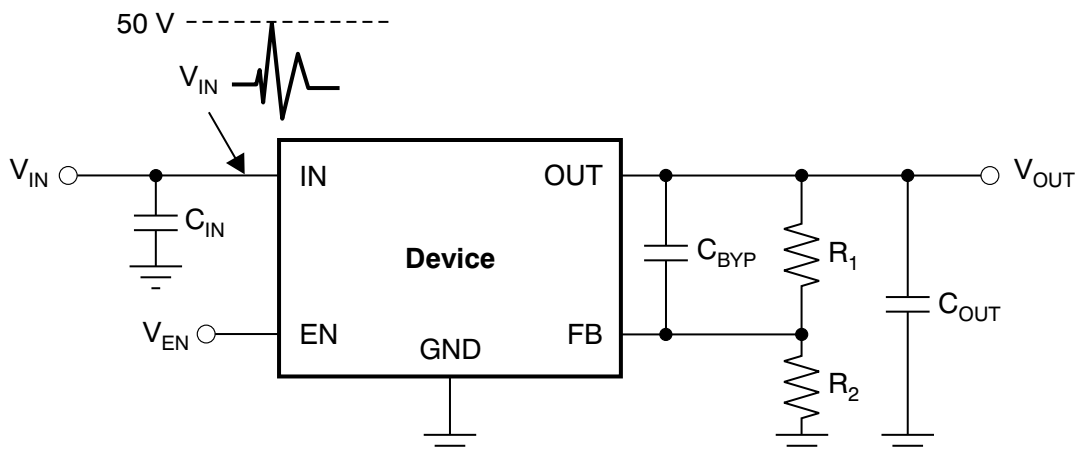 50 V
V_IN
V_IN
IN
OUT
V_OUT
C_IN
C_BYP
R_1
Device
C_OUT
V_EN
EN
GND
FB
R_2